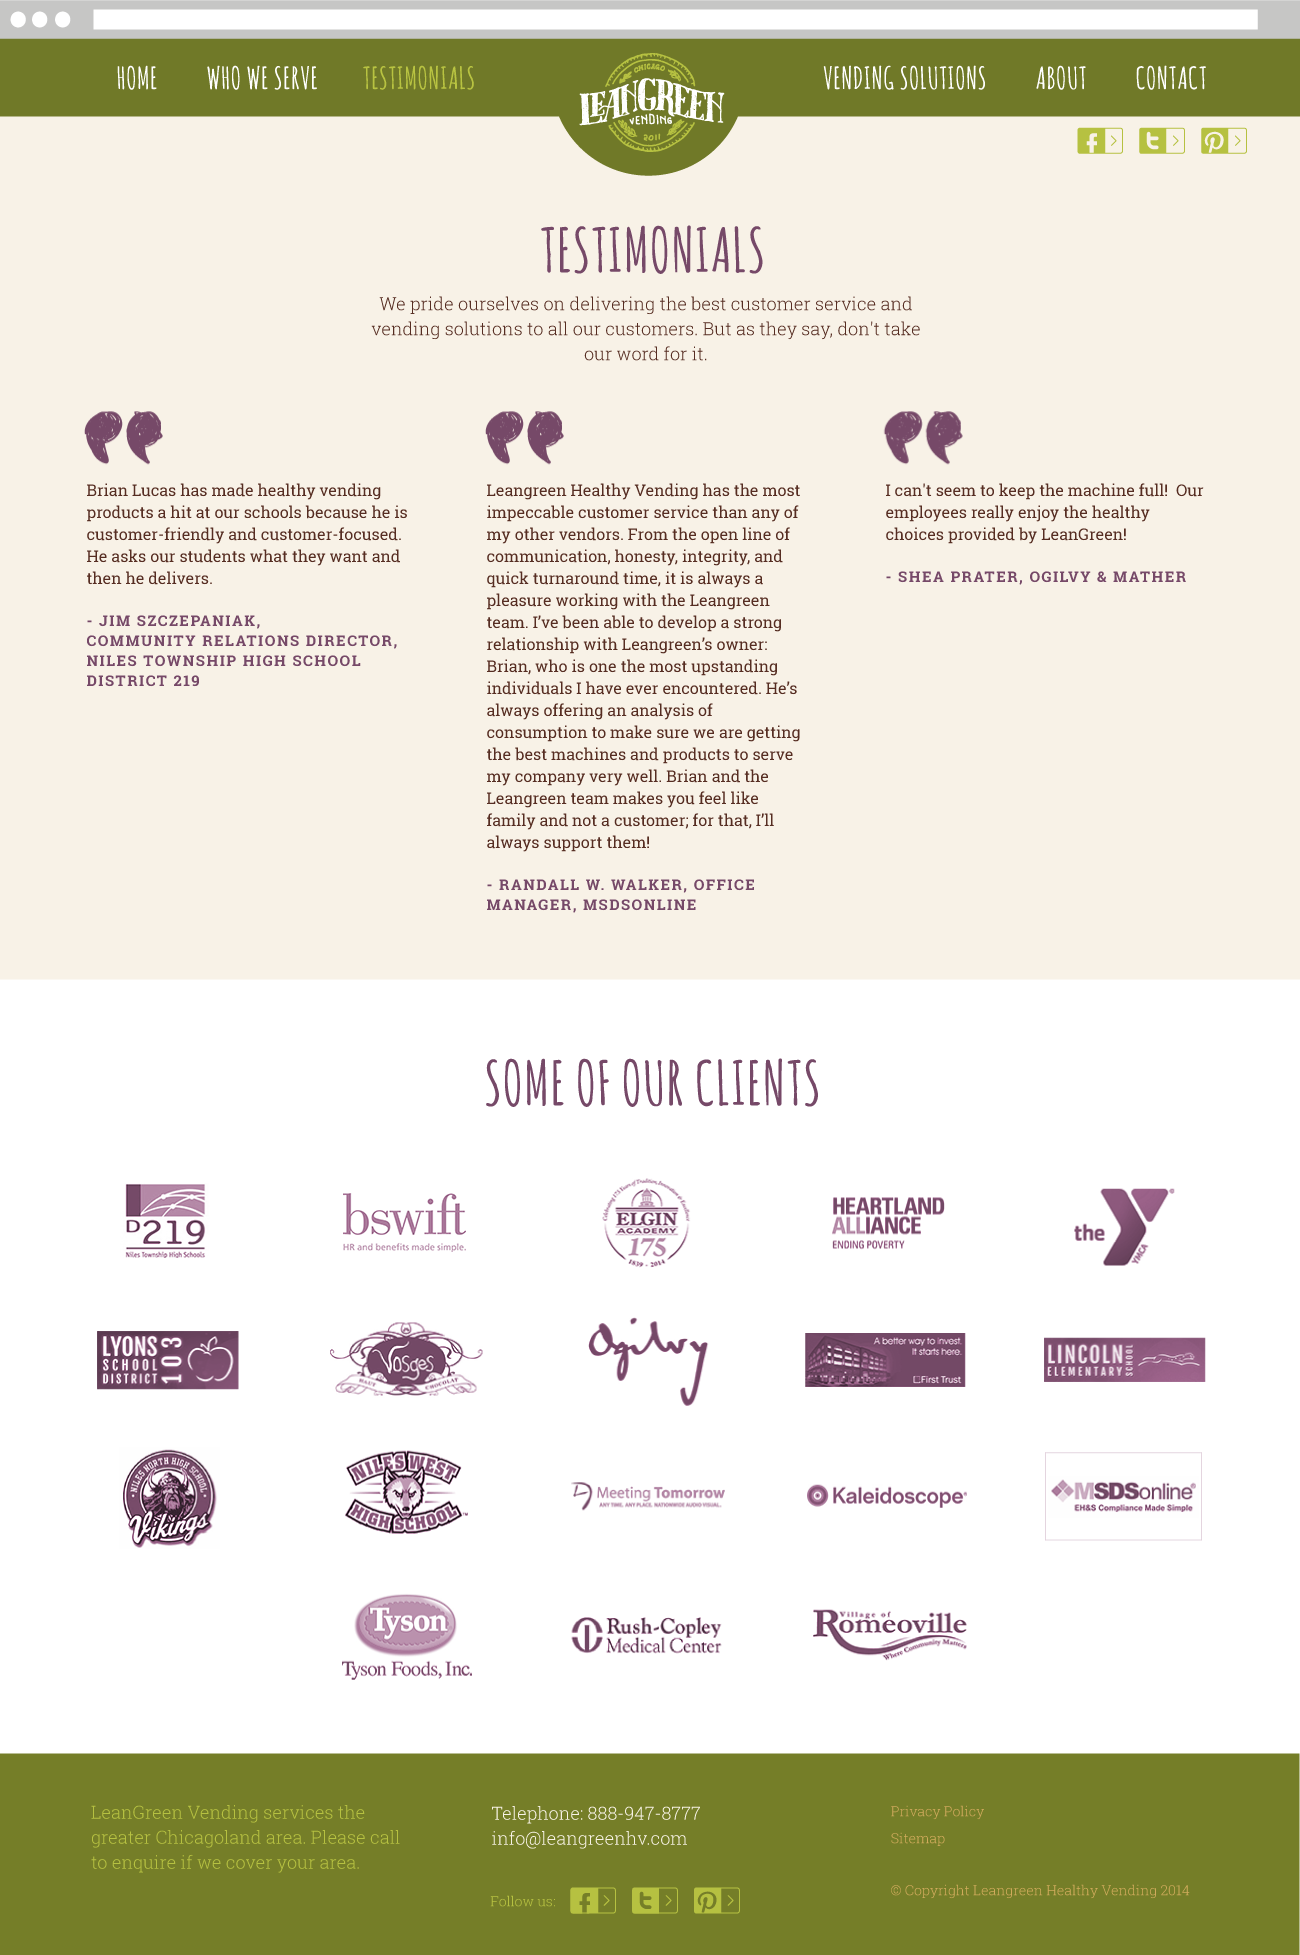 HOME WHO WE SERVE TESTIMONIALS
CHICAGO
LEANGREEN
VENDING
2011
VENDING SOLUTIONS ABOUT CONTACT
TESTIMONIALS
We pride ourselves on delivering the best customer service and
vending solutions to all our customers. But as they say, don't take
our word for it.
Brian Lucas has made healthy vending
products a hit at our schools because he is
customer-friendly and customer-focused.
He asks our students what they want and
then he delivers.
- JIM SZCZEPANIAK,
COMMUNITY RELATIONS DIRECTOR,
NILES TOWNSHIP HIGH SCHOOL
DISTRICT 219
Leangreen Healthy Vending has the most
impeccable customer service than any of
my other vendors. From the open line of
communication, honesty, integrity, and
quick turnaround time, it is always a
pleasure working with the Leangreen
team. I’ve been able to develop a strong
relationship with Leangreen’s owner:
Brian, who is one the most upstanding
individuals I have ever encountered. He’s
always offering an analysis of
consumption to make sure we are getting
the best machines and products to serve
my company very well. Brian and the
Leangreen team makes you feel like
family and not a customer; for that, I’ll
always support them!
- RANDALL W. WALKER, OFFICE
MANAGER, MSDSONLINE
I can't seem to keep the machine full!  Our
employees really enjoy the healthy
choices provided by LeanGreen!
- SHEA PRATER, OGILVY & MATHER
SOME OF OUR CLIENTS
D219
Niles Township High Schools
bswift
HR and benefits made simple.
Celebrating 175 Years of Tradition, Innovation & Excellence
ELGIN
ACADEMY
175
1839 - 2014
HEARTLAND
ALLIANCE
ENDING POVERTY
the Y
YMCA
LYONS
SCHOOL
DISTRICT
103
Vosges
HAUT CHOCOLAT
Ogilvy
A better way to invest.
It starts here.
First Trust
LINCOLN
ELEMENTARY
SCHOOL
NILES NORTH HIGH SCHOOL
Vikings
NILES WEST
HIGH SCHOOL™
Meeting Tomorrow
ANY TIME. ANY PLACE. NATIONWIDE AUDIO VISUAL.
Kaleidoscope
MSDSonline®
EH&S Compliance Made Simple
Tyson
Tyson Foods, Inc.
Rush-Copley
Medical Center
Village of
Romeoville
Where Community Matters
LeanGreen Vending services the
greater Chicagoland area. Please call
to enquire if we cover your area.
Telephone: 888-947-8777
info@leangreenhv.com
Follow us:
Privacy Policy
Sitemap
© Copyright Leangreen Healthy Vending 2014